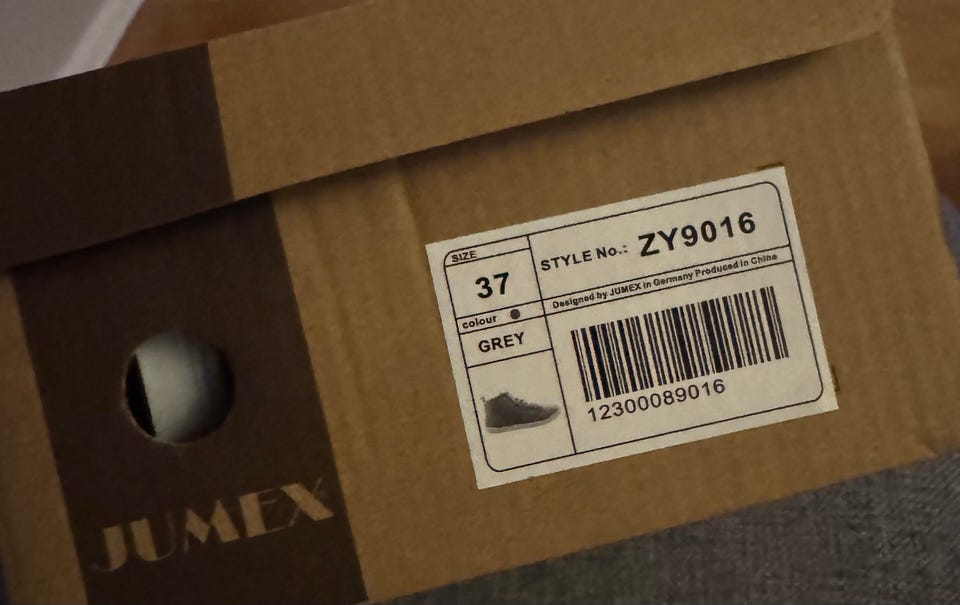 SIZE
37
STYLE No.: ZY9016
Designed by JUMEX in Germany Produced in China
colour
GREY
12300089016
JUMEX